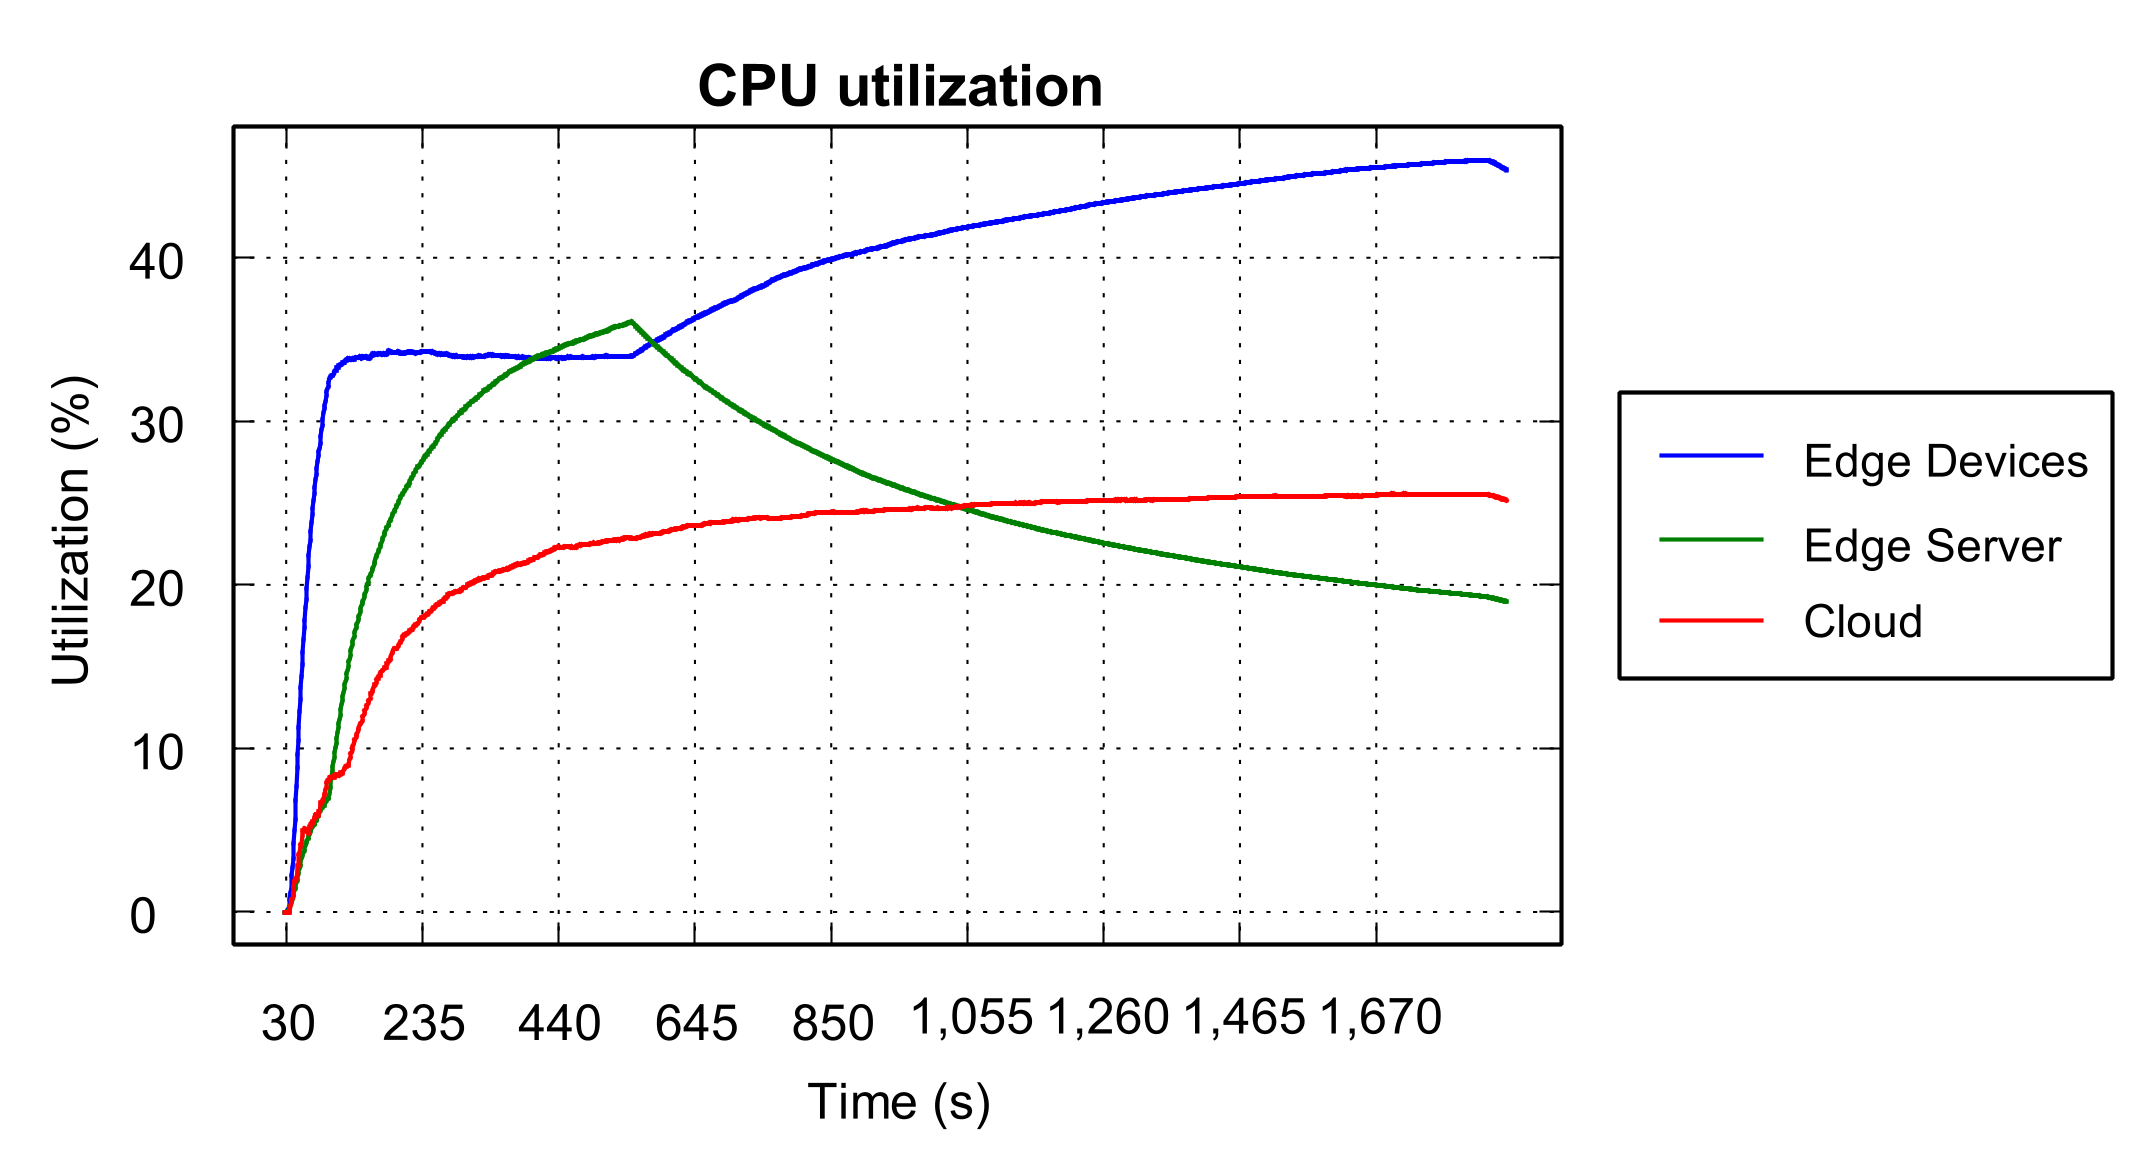 CPU utilization
Utilization (%)
40
30
20
10
0
30 235 440 645 850 1,055 1,260 1,465 1,670
Time (s)
Edge Devices
Edge Server
Cloud